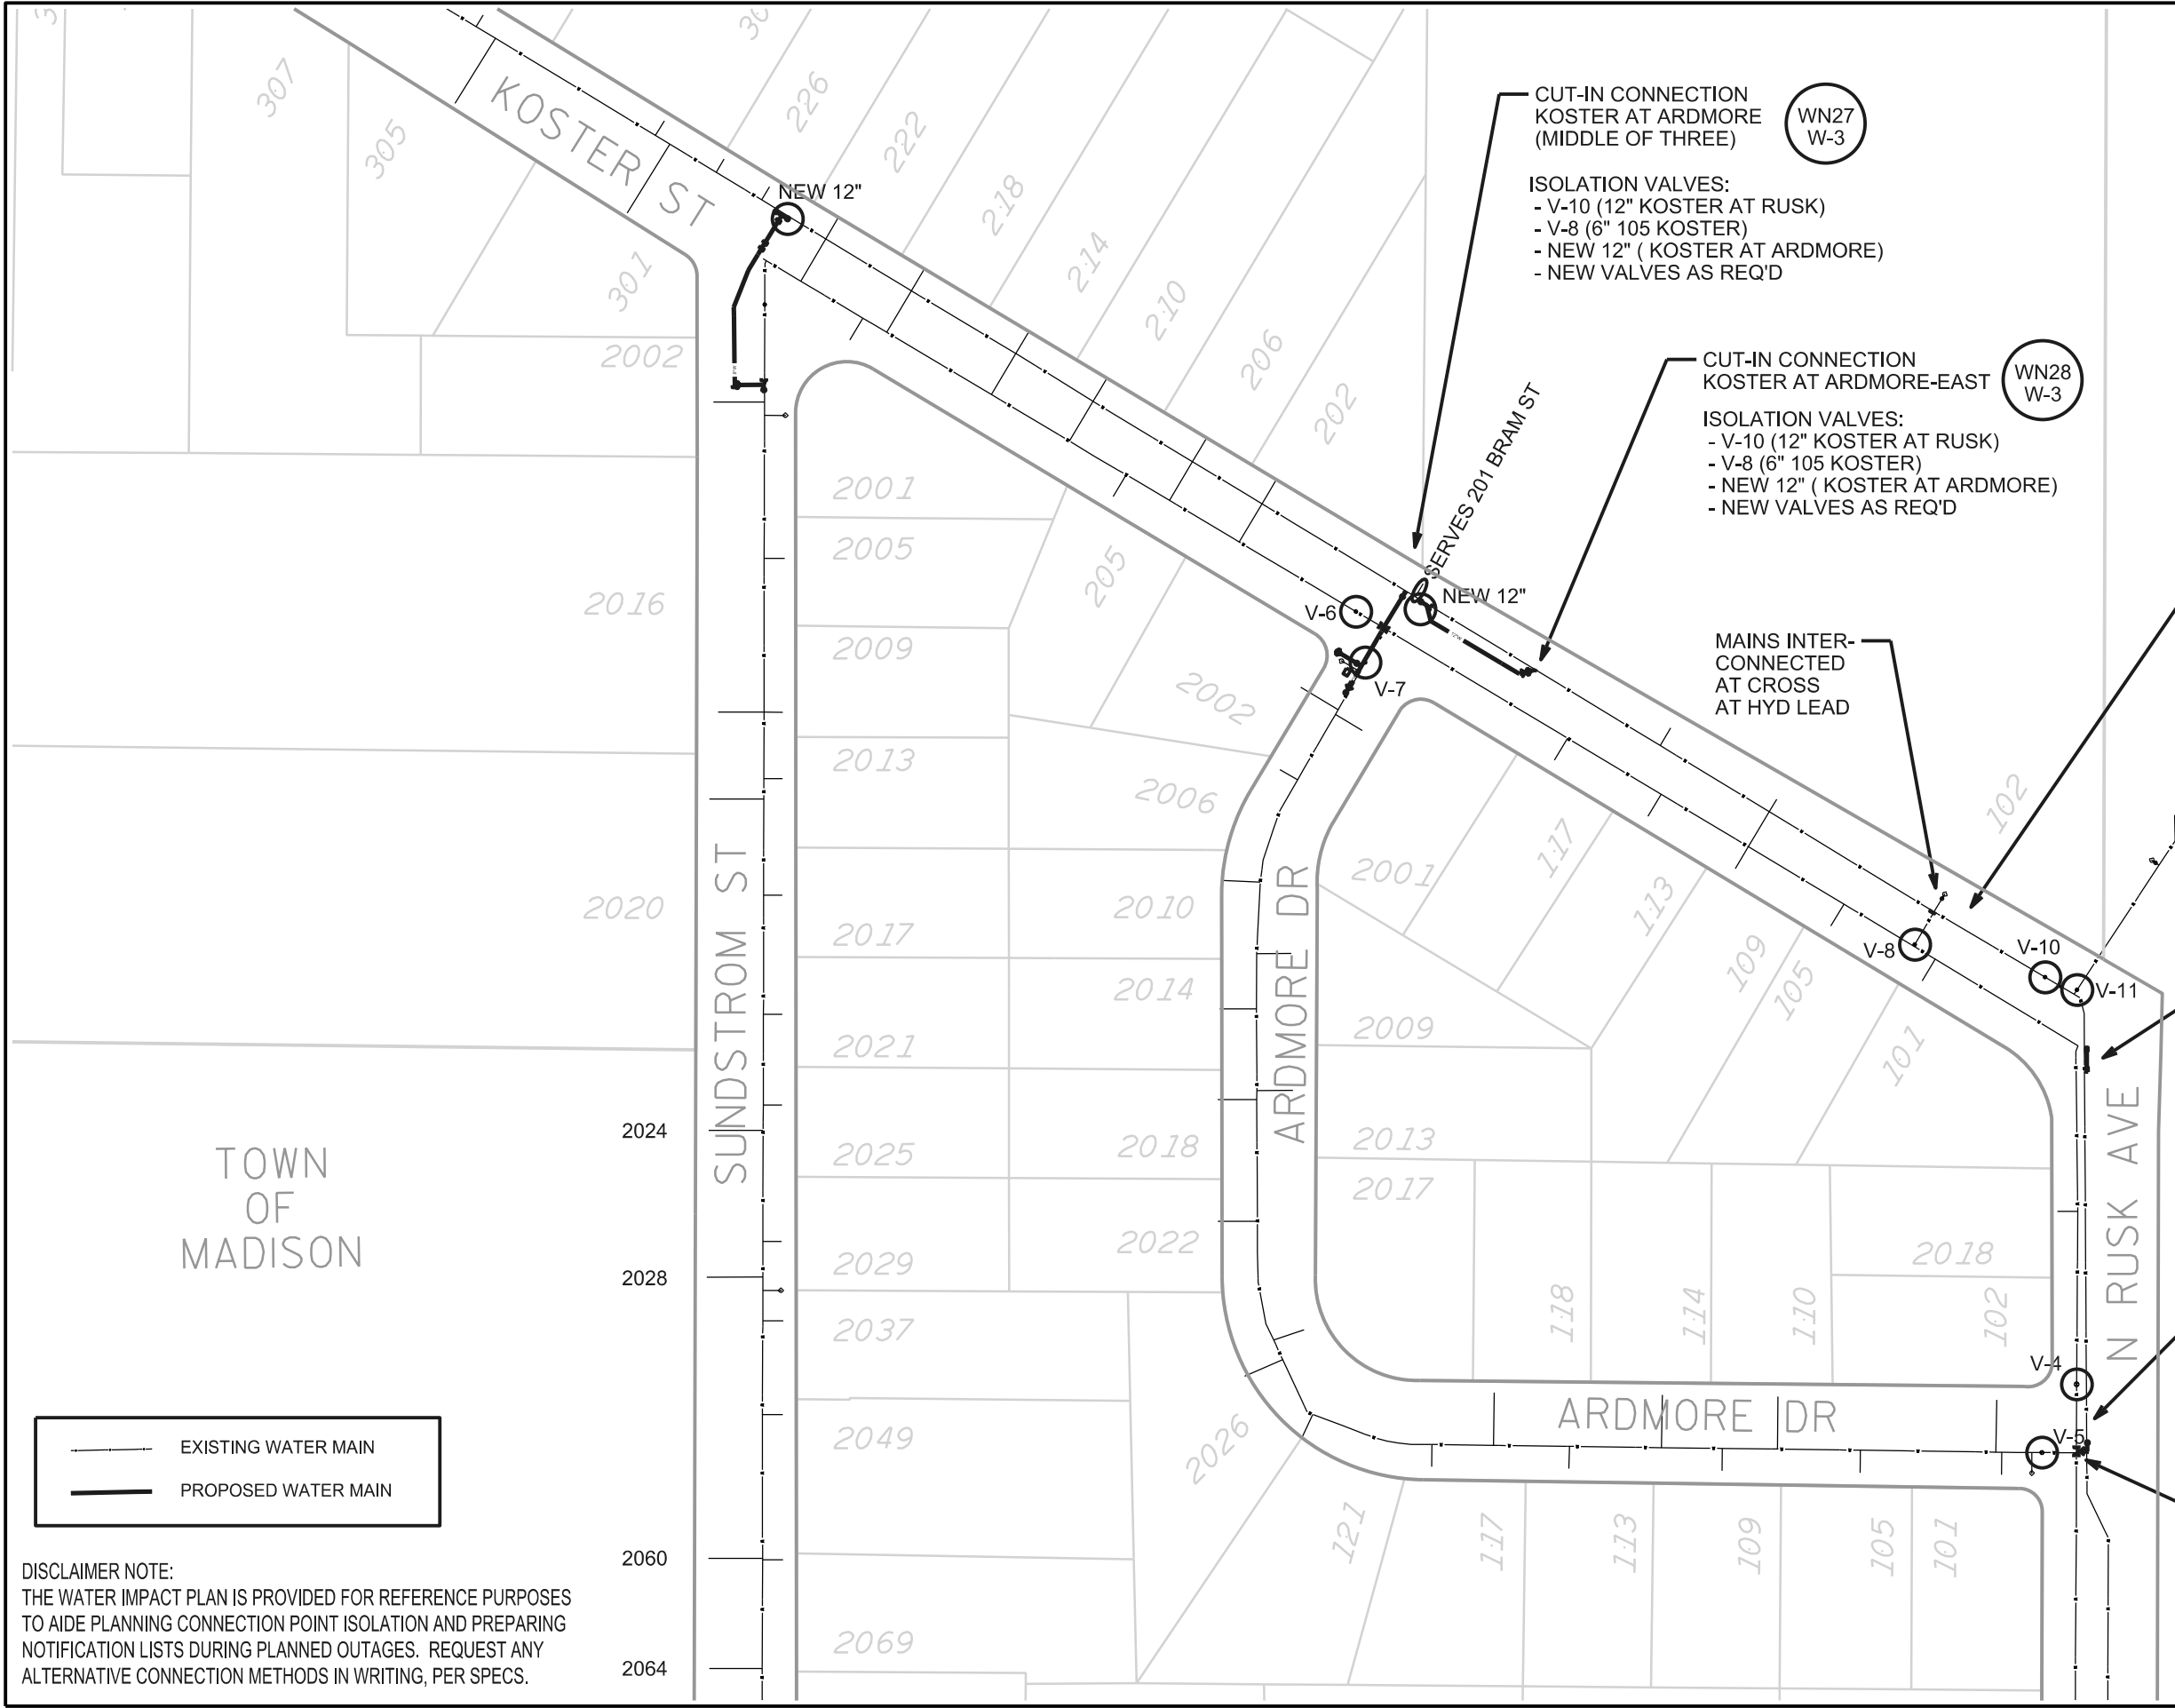 307
305
KOSTER ST
301
2002
226
222
218
214
210
206
202
NEW 12"
CUT-IN CONNECTION
KOSTER AT ARDMORE
(MIDDLE OF THREE)
WN27
W-3
ISOLATION VALVES:
- V-10 (12" KOSTER AT RUSK)
- V-8 (6" 105 KOSTER)
- NEW 12" ( KOSTER AT ARDMORE)
- NEW VALVES AS REQ'D
CUT-IN CONNECTION
KOSTER AT ARDMORE-EAST
WN28
W-3
ISOLATION VALVES:
- V-10 (12" KOSTER AT RUSK)
- V-8 (6" 105 KOSTER)
- NEW 12" ( KOSTER AT ARDMORE)
- NEW VALVES AS REQ'D
SERVES 201 BRAM ST
NEW 12"
V-6
V-7
MAINS INTER-
CONNECTED
AT CROSS
AT HYD LEAD
102
V-8
V-10
V-11
2016
2020
2001
2005
2009
2013
2017
2021
2025
2029
2037
2049
2069
205
2002
2006
2010
2014
2018
2022
2026
SUNDSTROM ST
ARDMORE DR
2001
117
113
109
105
101
2009
2013
2017
118
114
110
2018
102
N RUSK AVE
V-4
V-5
ARDMORE DR
121
117
113
109
105
101
TOWN
OF
MADISON
2024
2028
2060
2064
EXISTING WATER MAIN
PROPOSED WATER MAIN
DISCLAIMER NOTE:
THE WATER IMPACT PLAN IS PROVIDED FOR REFERENCE PURPOSES
TO AIDE PLANNING CONNECTION POINT ISOLATION AND PREPARING
NOTIFICATION LISTS DURING PLANNED OUTAGES. REQUEST ANY
ALTERNATIVE CONNECTION METHODS IN WRITING, PER SPECS.